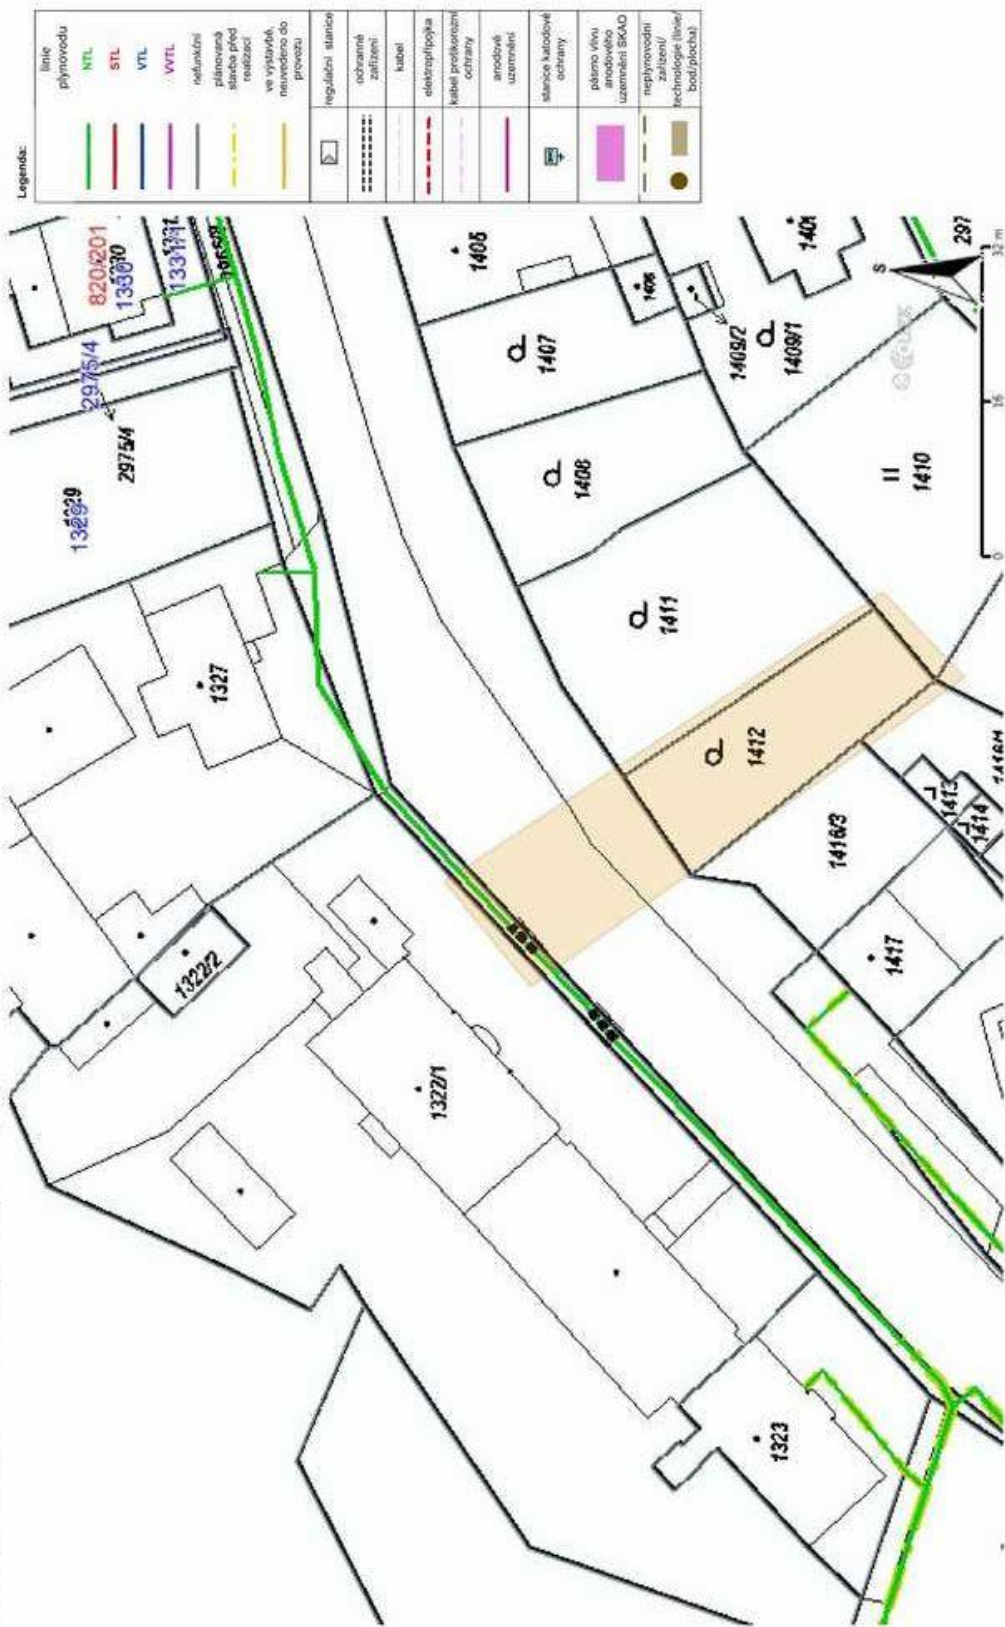 Legenda:
linie
plynovodu
NTL
STL
VTL
VVTL
nefunkční
plánovaná
stavba před
realizací
ve výstavbě,
neuvedeno do
provozu
regulační stanice
ochranné
zařízení
kabel
elektropřípojka
kabel protikorozní
ochrany
anodové
uzemnění
stanice katodové
ochrany
pásmo vlivu
anodového
uzemnění SKAO
neplynovodní
zařízení/
technologie (linie/
bod/plocha)
820/201
1330
1331/1
2975/4
2975/4
1329
1327
1322/2
1322/1
1323
1405
1406
1407
1408
1409/2
1409/1
1401
297
1410
1411
1412
1413
1414
1416/3
1417
S
0
16
32 m